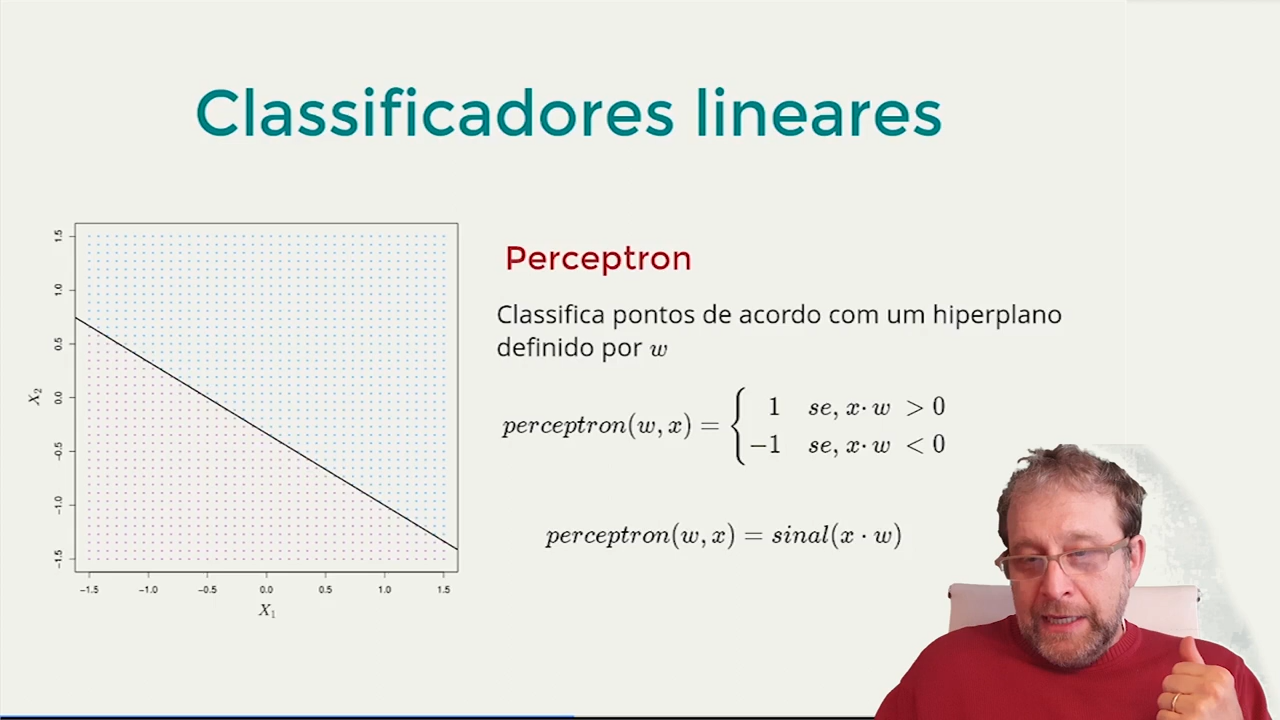 Classificadores lineares
Perceptron
Classifica pontos de acordo com um hiperplano
definido por w
perceptron(w, x) = { 1 se, x· w > 0
−1 se, x· w < 0
perceptron(w, x) = sinal(x · w)
1.5
1.0
0.5
0.0
−0.5
−1.0
−1.5
X₂
−1.5 −1.0 −0.5 0.0 0.5 1.0 1.5
X₁